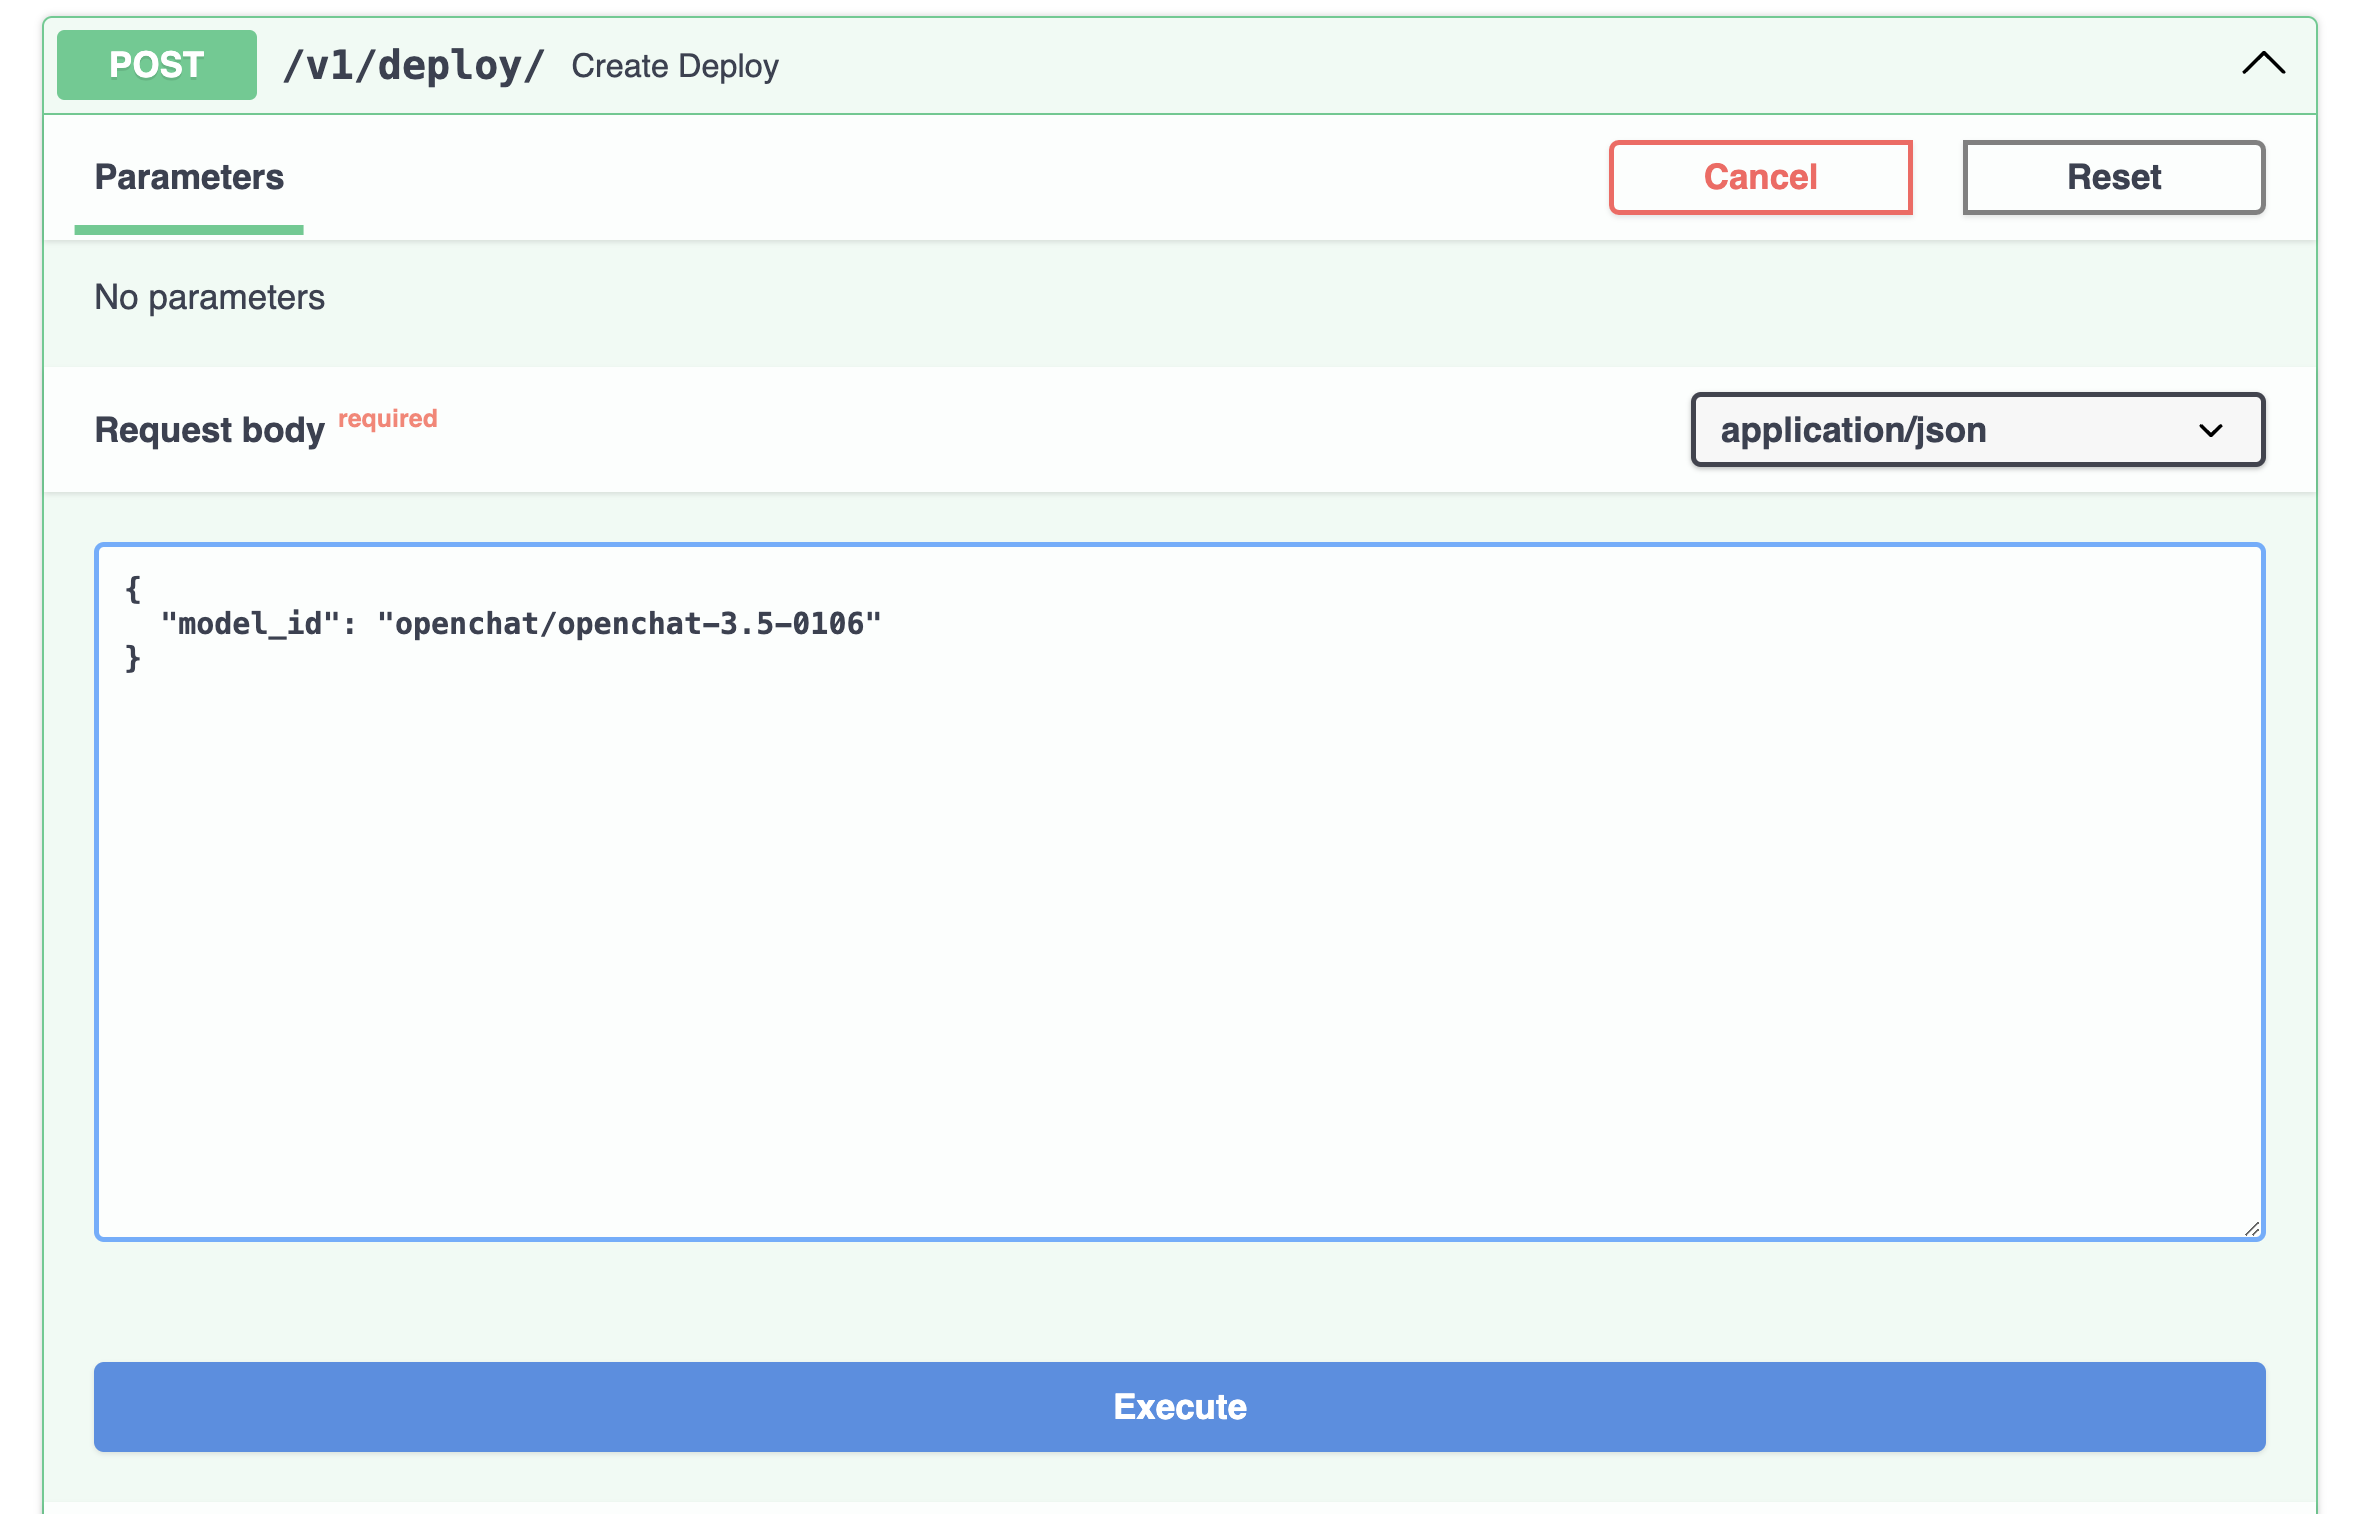 POST /v1/deploy/ Create Deploy
Parameters Cancel Reset
No parameters
Request body required application/json
{
  "model_id": "openchat/openchat-3.5-0106"
}
Execute